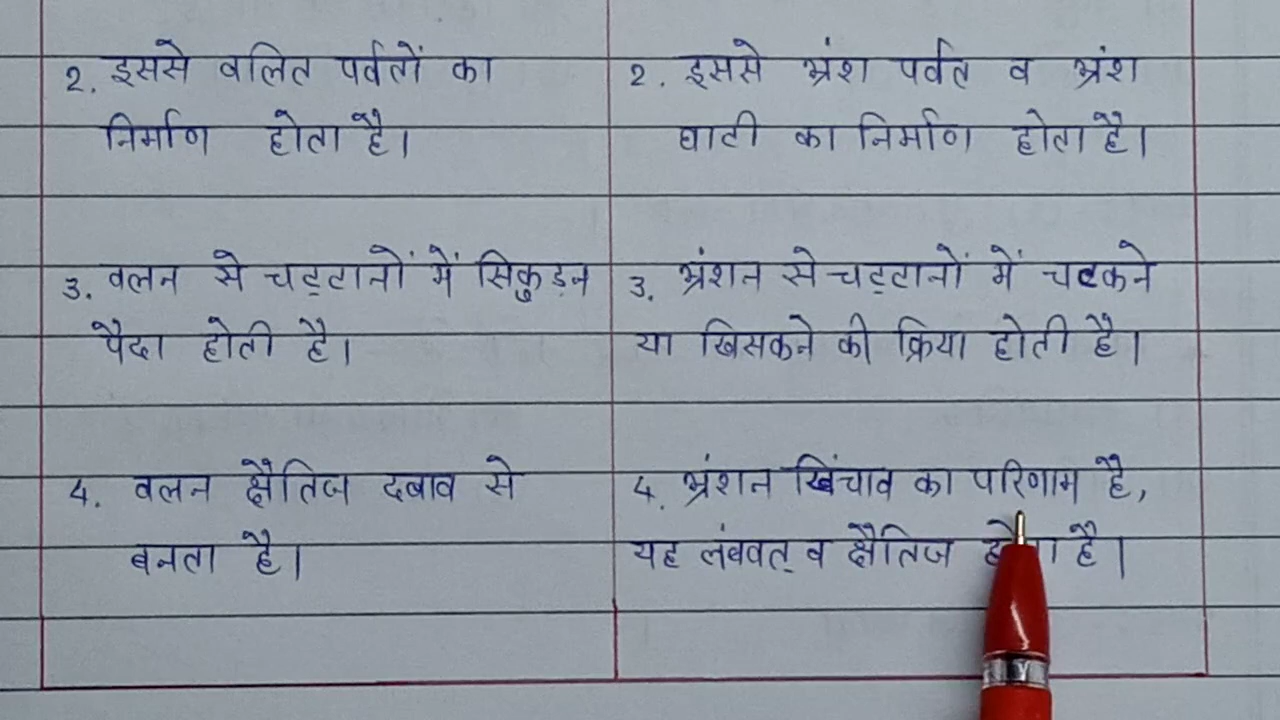 2. इससे वलित पर्वतों का
निर्माण होता है।
3. वलन से चट्टानों में सिकुड़न
पैदा होती है।
4. वलन क्षैतिज दबाव से
बनता है।
2. इससे भ्रंश पर्वत व भ्रंश
घाटी का निर्माण होता है।
3. भ्रंशन से चट्टानों में चटकने
या खिसकने की क्रिया होती है।
4. भ्रंशन खिंचाव का परिणाम है,
यह लंबवत् व क्षैतिज है।